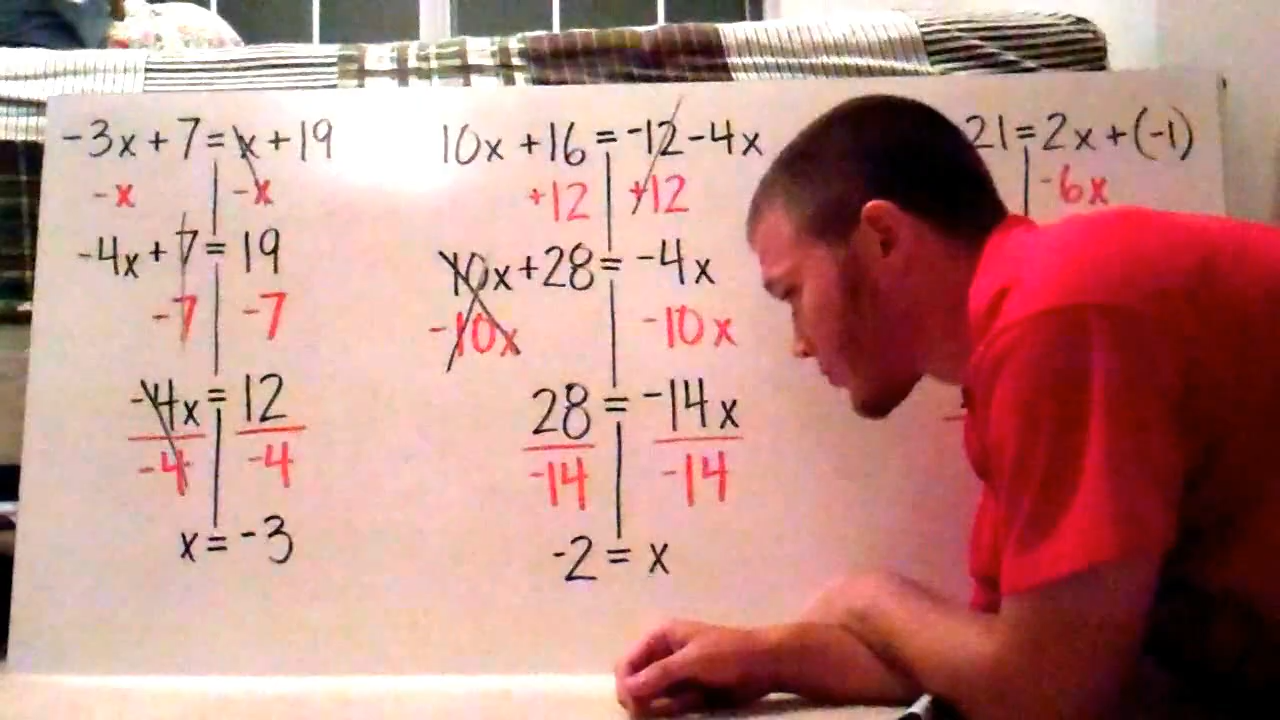 -3x + 7 = x + 19
-x -x
-4x + 7 = 19
-7 -7
-4x = 12
-4 -4
x = -3
10x + 16 = -12 - 4x
+12 +12
10x + 28 = -4x
-10x -10x
28 = -14x
-14 -14
-2 = x
21 = 2x + (-1)
-6x